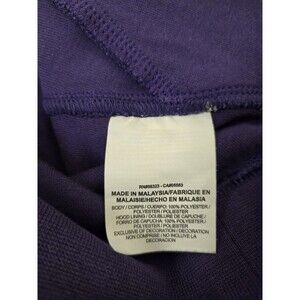 RN#56323 - CA#05553
MADE IN MALAYSIA/FABRIQUE EN
MALAISIE/HECHO EN MALASIA
BODY / CORPS / CUERPO: 100% POLYESTER /
POLYESTER / POLIESTER
HOOD LINING / DOUBLURE DE CAPUCHE /
FORRO DE CAPUCHA: 100% POLYESTER /
POLYESTER / POLIESTER
EXCLUSIVE OF DECORATION / DÉCORATION
NON COMPRISE / NO INCLUYE LA
DECORACION